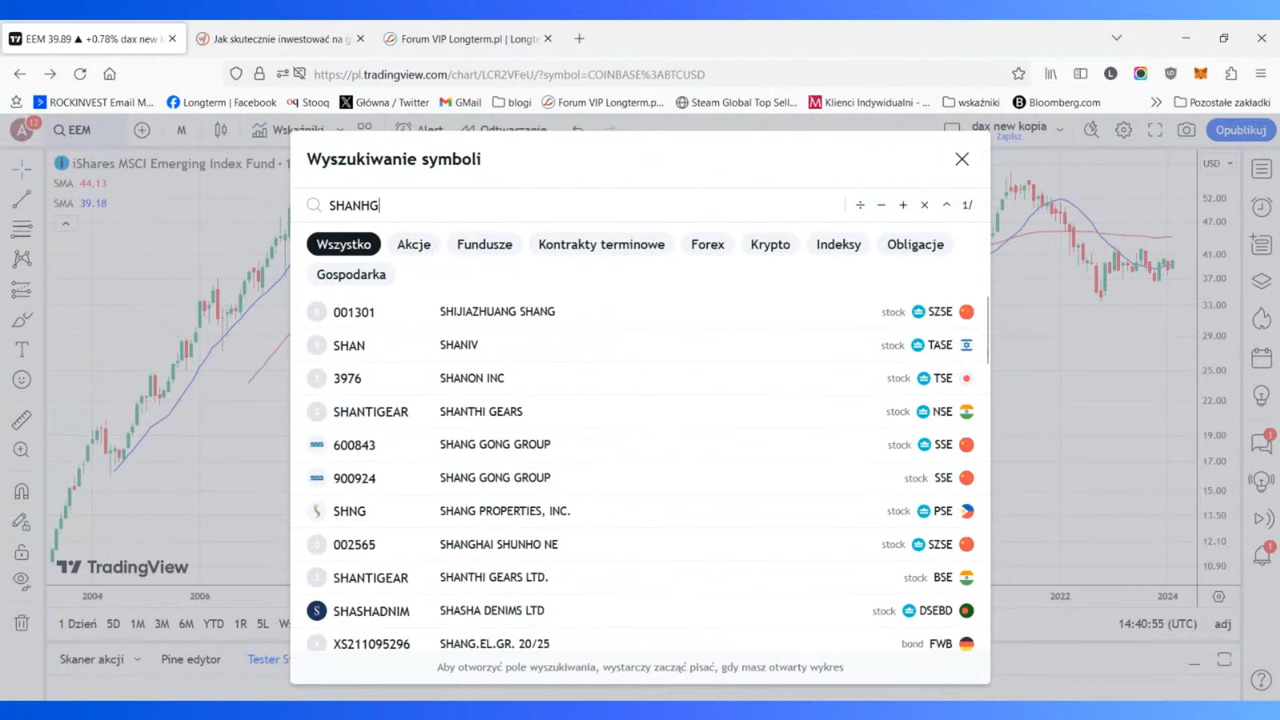 EEM 39.89 ▲ +0.78% dax new k
Jak skutecznie inwestować na g
Forum VIP Longterm.pl | Longte
https://pl.tradingview.com/chart/LCR2VFeU/?symbol=COINBASE%3ABTCUSD
ROCKINVEST Email M...
Longterm | Facebook
Stooq
Główna / Twitter
GMail
blogi
Forum VIP Longterm.p...
Steam Global Top Sell...
Klienci Indywidualni - ...
wskaźniki
Bloomberg.com
Pozostałe zakładki
A 12
EEM
M
Wskaźniki
Alert
Odtwarzanie
dax new kopia
Zapisz
Opublikuj
iShares MSCI Emerging Index Fund · 1
SMA 44.13
SMA 39.18
Wyszukiwanie symboli
SHANHG
1/
Wszystko
Akcje
Fundusze
Kontrakty terminowe
Forex
Krypto
Indeksy
Obligacje
Gospodarka
001301 SHIJIAZHUANG SHANG stock SZSE
SHAN SHANIV stock TASE
3976 SHANON INC stock TSE
SHANTIGEAR SHANTHI GEARS stock NSE
600843 SHANG GONG GROUP stock SSE
900924 SHANG GONG GROUP stock SSE
SHNG SHANG PROPERTIES, INC. stock PSE
002565 SHANGHAI SHUNHO NE stock SZSE
SHANTIGEAR SHANTHI GEARS LTD. stock BSE
SHASHADNIM SHASHA DENIMS LTD stock DSEBD
XS211095296 SHANG.EL.GR. 20/25 bond FWB
Aby otworzyć pole wyszukiwania, wystarczy zacząć pisać, gdy masz otwarty wykres
USD
52.00
47.00
41.00
37.00
33.00
29.00
25.00
22.00
19.00
17.00
15.00
13.50
12.10
10.90
TradingView
2004
2006
2022
2024
1 Dzień 5D 1M 3M 6M YTD 1R 5L
14:40:55 (UTC)
adj
Skaner akcji
Pine edytor
Tester S